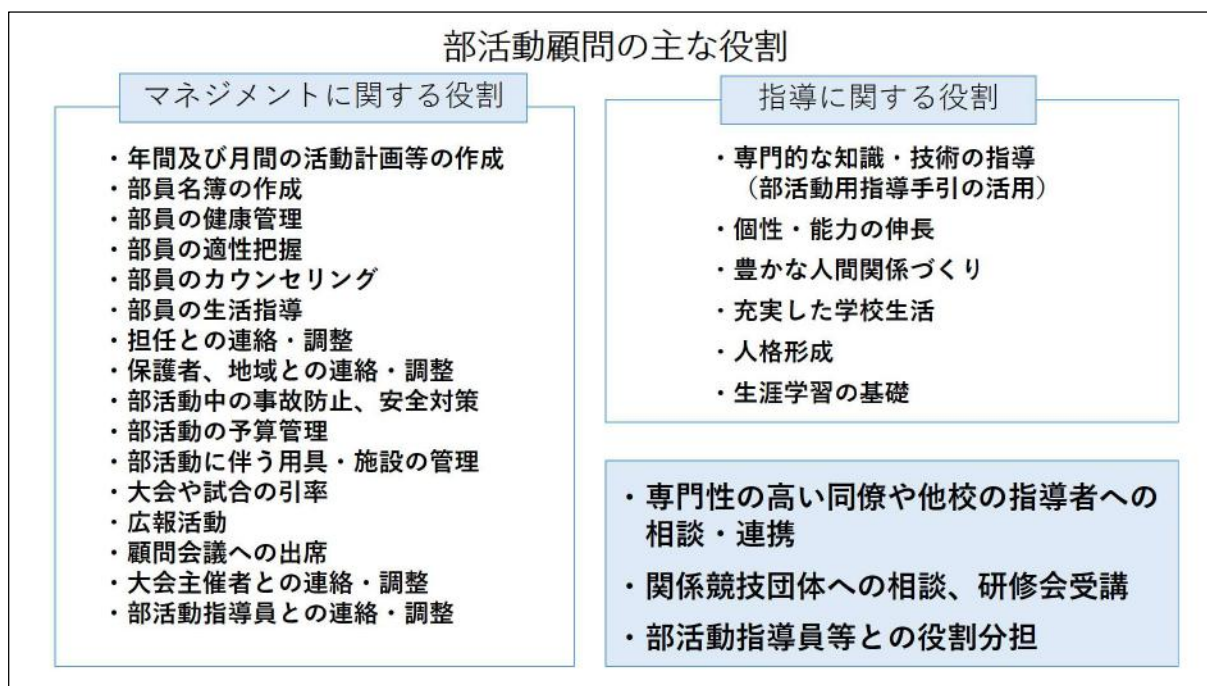 部活動顧問の主な役割
マネジメントに関する役割
・年間及び月間の活動計画等の作成
・部員名簿の作成
・部員の健康管理
・部員の適性把握
・部員のカウンセリング
・部員の生活指導
・担任との連絡・調整
・保護者、地域との連絡・調整
・部活動中の事故防止、安全対策
・部活動の予算管理
・部活動に伴う用具・施設の管理
・大会や試合の引率
・広報活動
・顧問会議への出席
・大会主催者との連絡・調整
・部活動指導員との連絡・調整
指導に関する役割
・専門的な知識・技術の指導
（部活動用指導手引の活用）
・個性・能力の伸長
・豊かな人間関係づくり
・充実した学校生活
・人格形成
・生涯学習の基礎
・専門性の高い同僚や他校の指導者への
相談・連携
・関係競技団体への相談、研修会受講
・部活動指導員等との役割分担